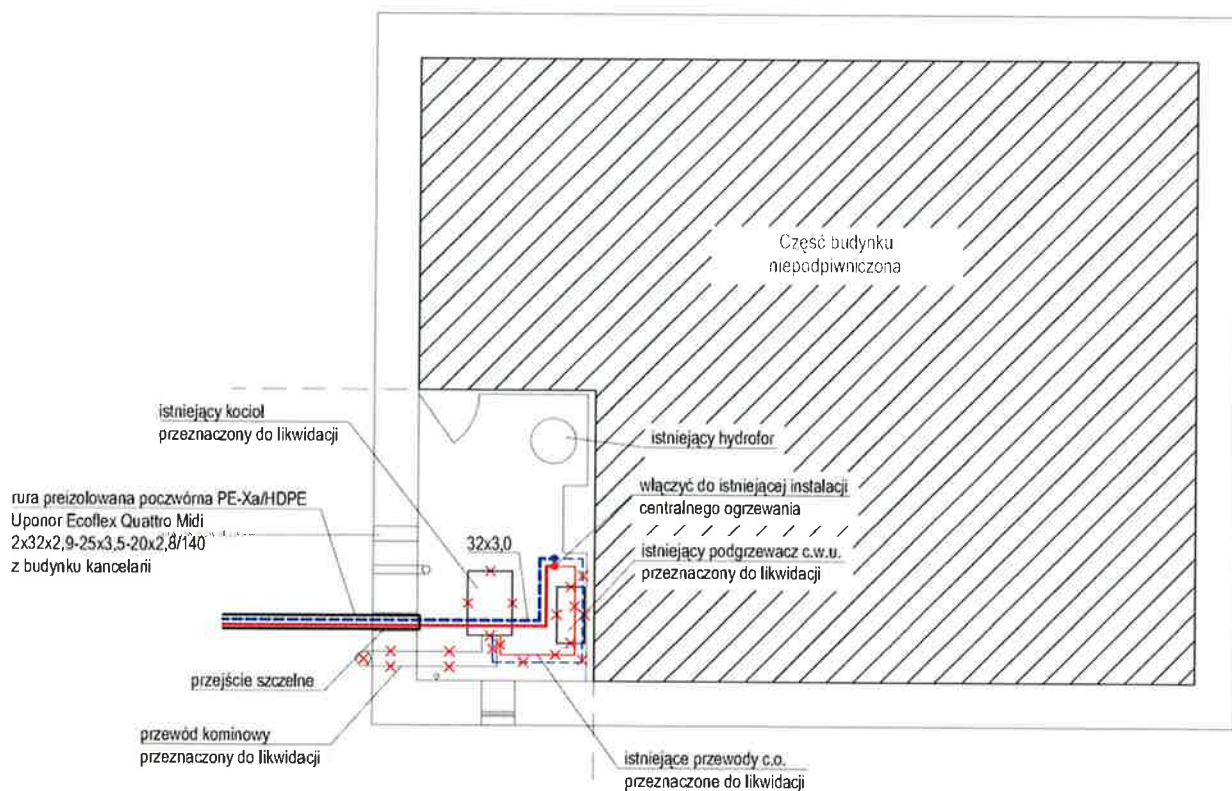 Część budynku
niepodpiwniczona
istniejący kocioł
przeznaczony do likwidacji
istniejący hydrofor
włączyć do istniejącej instalacji
centralnego ogrzewania
rura preizolowana poczwórna PE-Xa/HDPE
Uponor Ecoflex Quattro Midi
2x32x2,9-25x3,5-20x2,8/140
z budynku kancelarii
32x3,0
istniejący podgrzewacz c.w.u.
przeznaczony do likwidacji
przejście szczelne
przewód kominowy
przeznaczony do likwidacji
istniejące przewody c.o.
przeznaczone do likwidacji